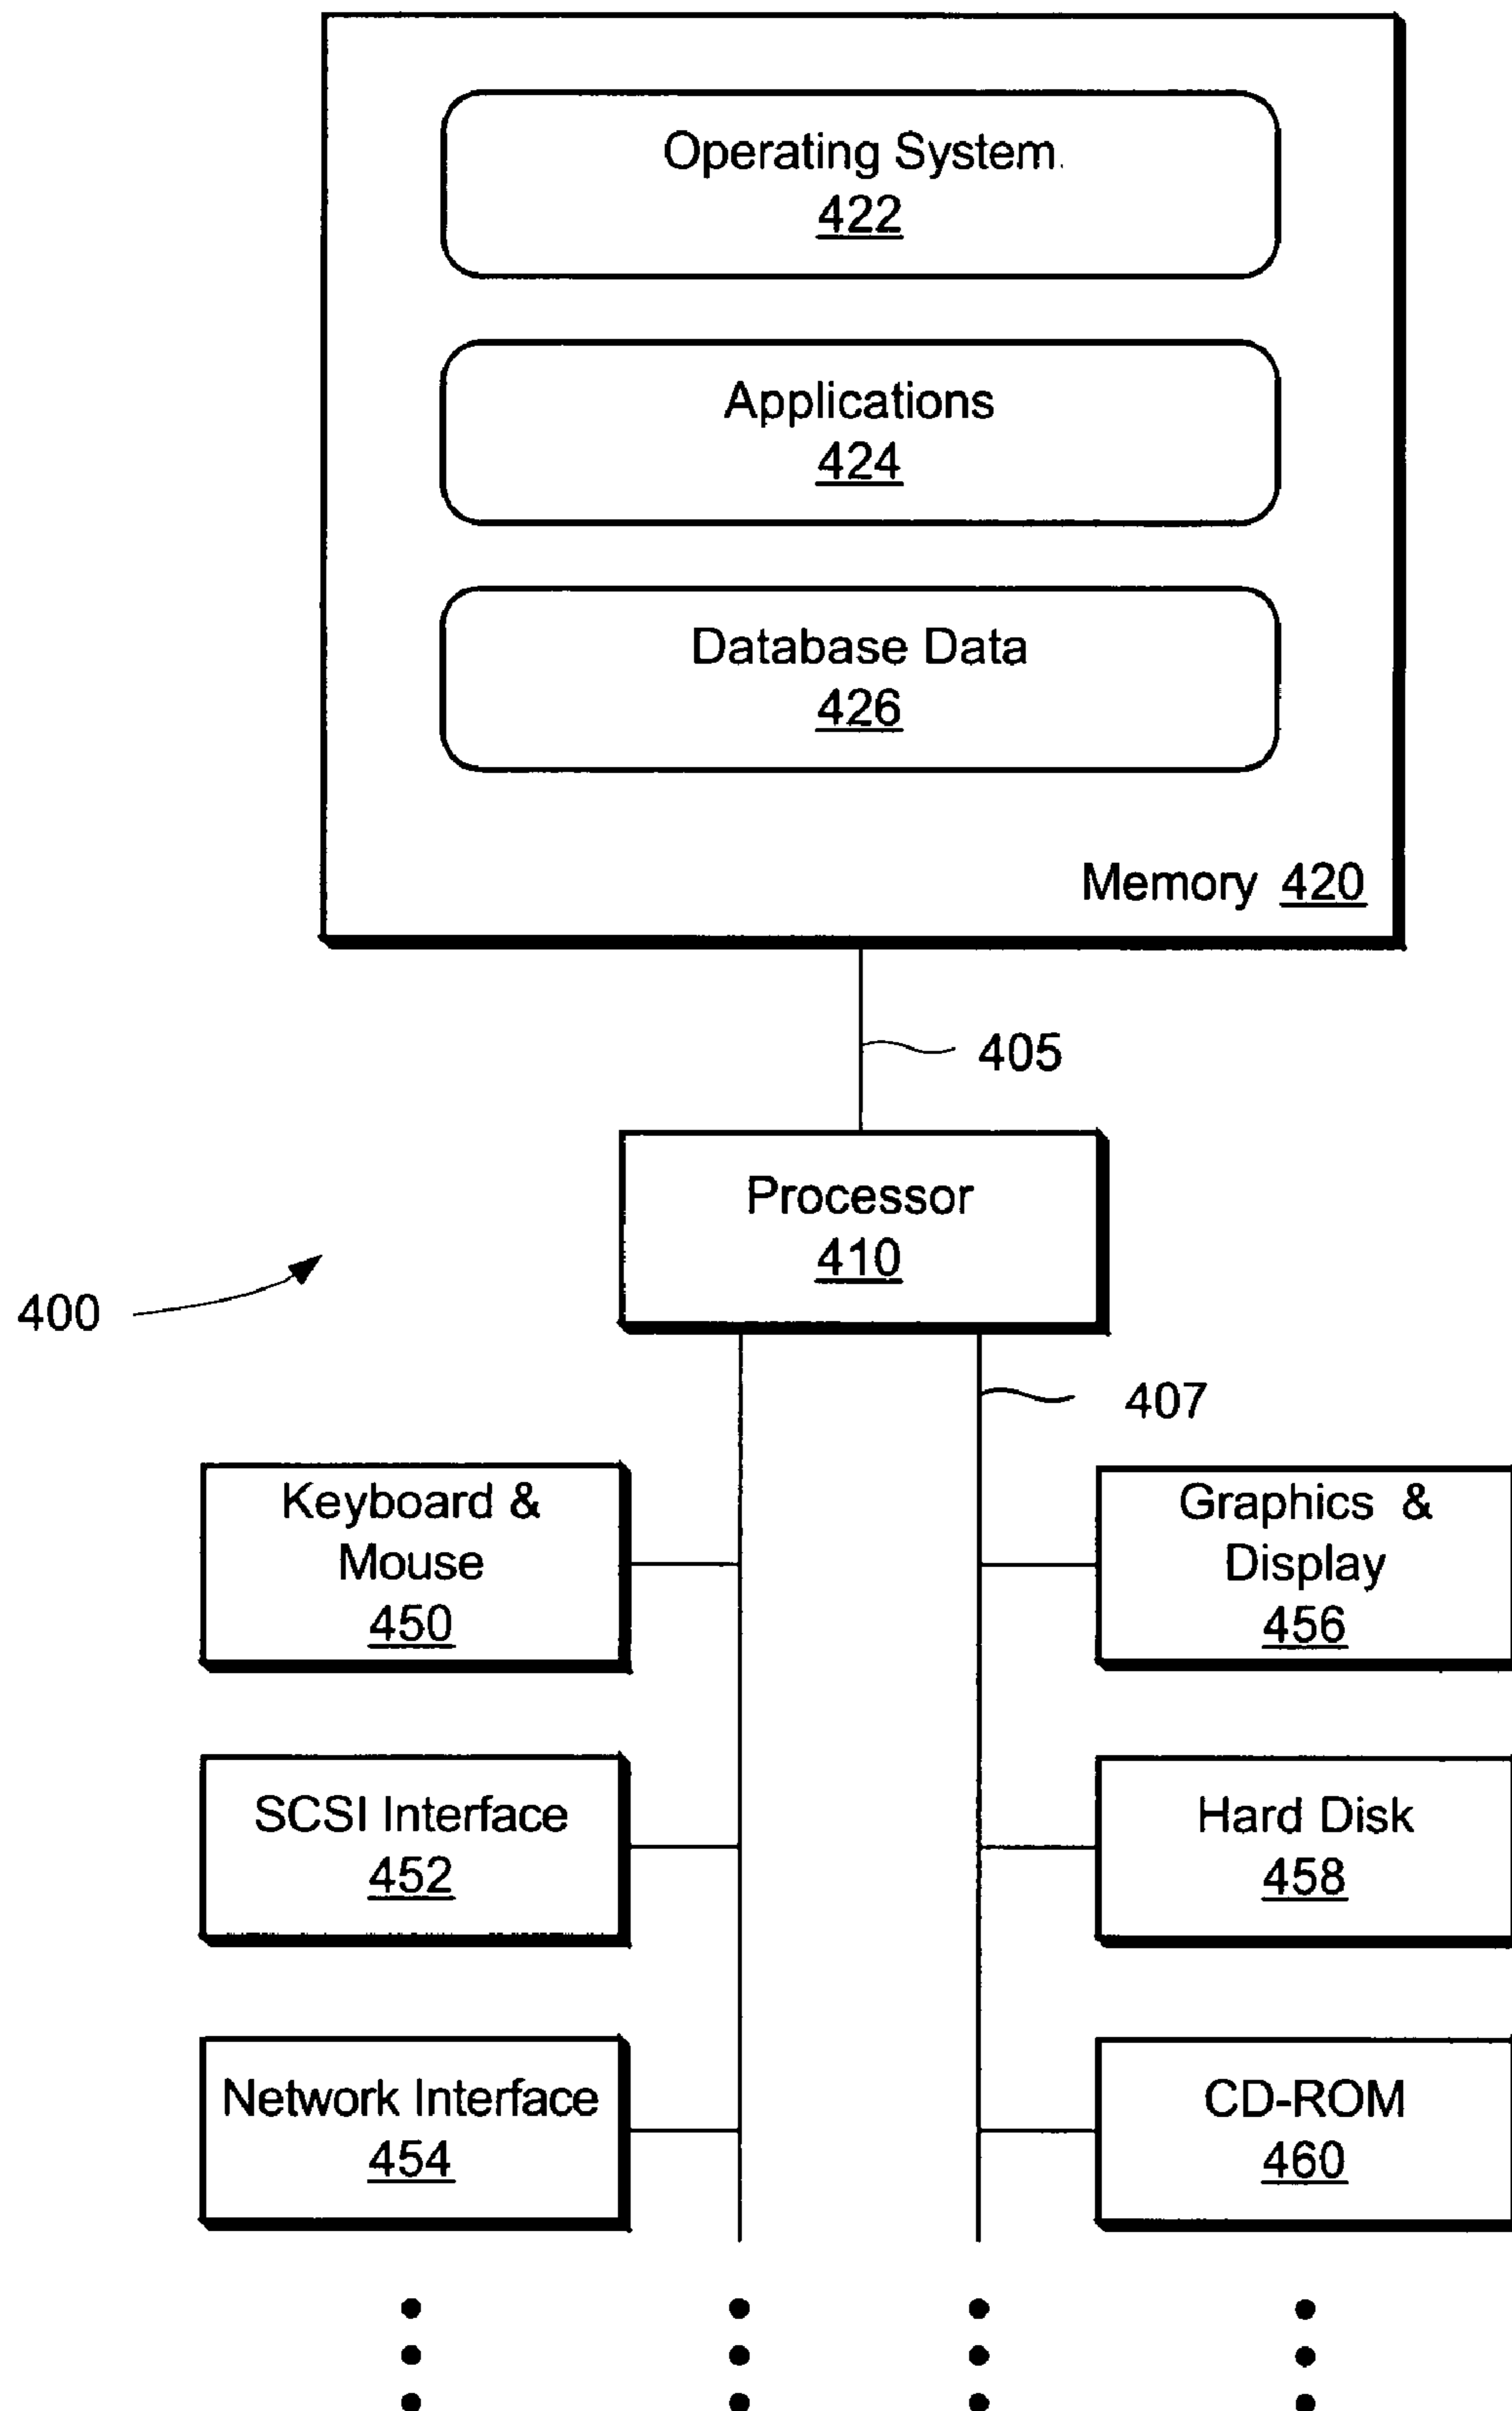 Operating System
422
Applications
424
Database Data
426
Memory 420
405
Processor
410
400
407
Keyboard &
Mouse
450
Graphics &
Display
456
SCSI Interface
452
Hard Disk
458
Network Interface
454
CD-ROM
460